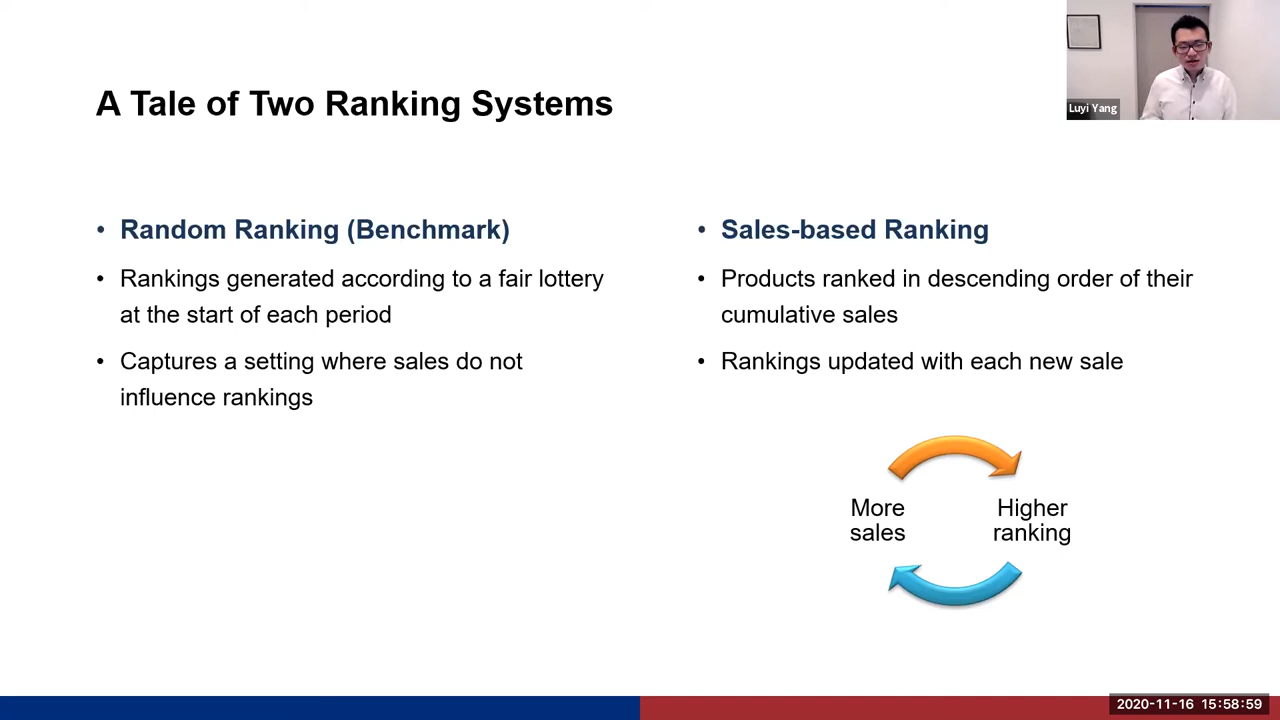 A Tale of Two Ranking Systems
Luyi Yang
• Random Ranking (Benchmark)
• Rankings generated according to a fair lottery
at the start of each period
• Captures a setting where sales do not
influence rankings
• Sales-based Ranking
• Products ranked in descending order of their
cumulative sales
• Rankings updated with each new sale
More
sales
Higher
ranking
2020-11-16 15:58:59